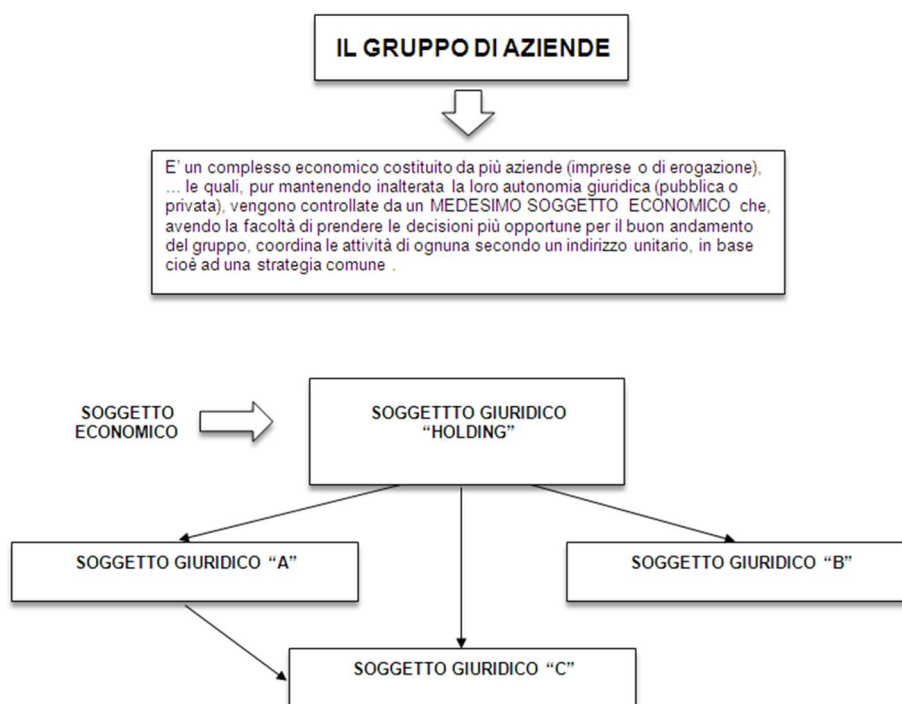 IL GRUPPO DI AZIENDE
E' un complesso economico costituito da più aziende (imprese o di erogazione),
... le quali, pur mantenendo inalterata la loro autonomia giuridica (pubblica o
privata), vengono controllate da un MEDESIMO SOGGETTO ECONOMICO che,
avendo la facoltà di prendere le decisioni più opportune per il buon andamento
del gruppo, coordina le attività di ognuna secondo un indirizzo unitario, in base
cioè ad una strategia comune .
SOGGETTO
ECONOMICO
SOGGETTTO GIURIDICO
“HOLDING”
SOGGETTO GIURIDICO “A”
SOGGETTO GIURIDICO “B”
SOGGETTO GIURIDICO “C”